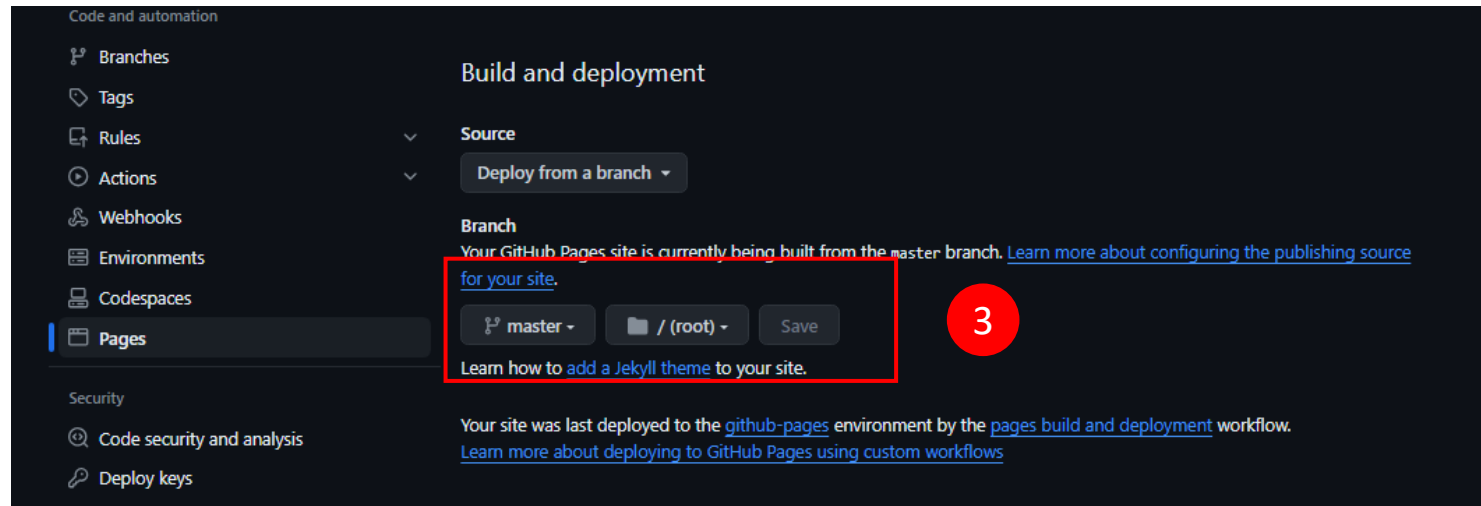 Code and automation
Branches
Tags
Rules
Actions
Webhooks
Environments
Codespaces
Pages
Security
Code security and analysis
Deploy keys
Build and deployment
Source
Deploy from a branch
Branch
Your GitHub Pages site is currently being built from the master branch. Learn more about configuring the publishing source
for your site.
master / (root) Save
Learn how to add a Jekyll theme to your site.
3
Your site was last deployed to the github-pages environment by the pages build and deployment workflow.
Learn more about deploying to GitHub Pages using custom workflows